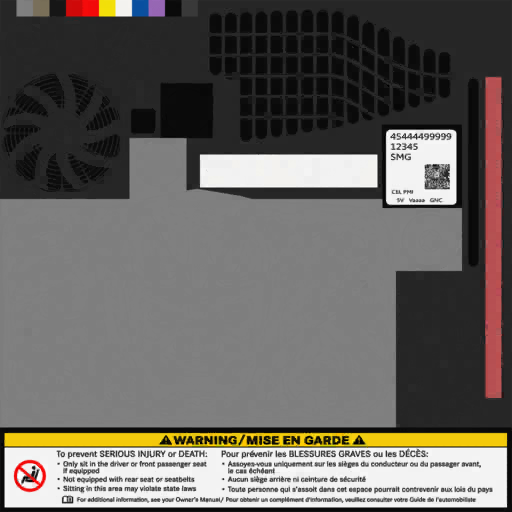 45444499999
12345
SMG
CBL PMI
5V Vaaaa GNC
WARNING/MISE EN GARDE
To prevent SERIOUS INJURY or DEATH:
• Only sit in the driver or front passenger seat
if equipped
• Not equipped with rear seat or seatbelts
• Sitting in this area may violate state laws
Pour prévenir les BLESSURES GRAVES ou les DÉCÈS:
• Assoyez-vous uniquement sur les sièges du conducteur ou du passager avant,
le cas échéant
• Aucun siège arrière ni ceinture de sécurité
• Toute personne qui s'assoit dans cet espace pourrait contrevenir aux lois du pays
For additional information, see your Owner's Manual/ Pour obtenir un complément d'information, veuillez consulter votre Guide de l'automobiliste